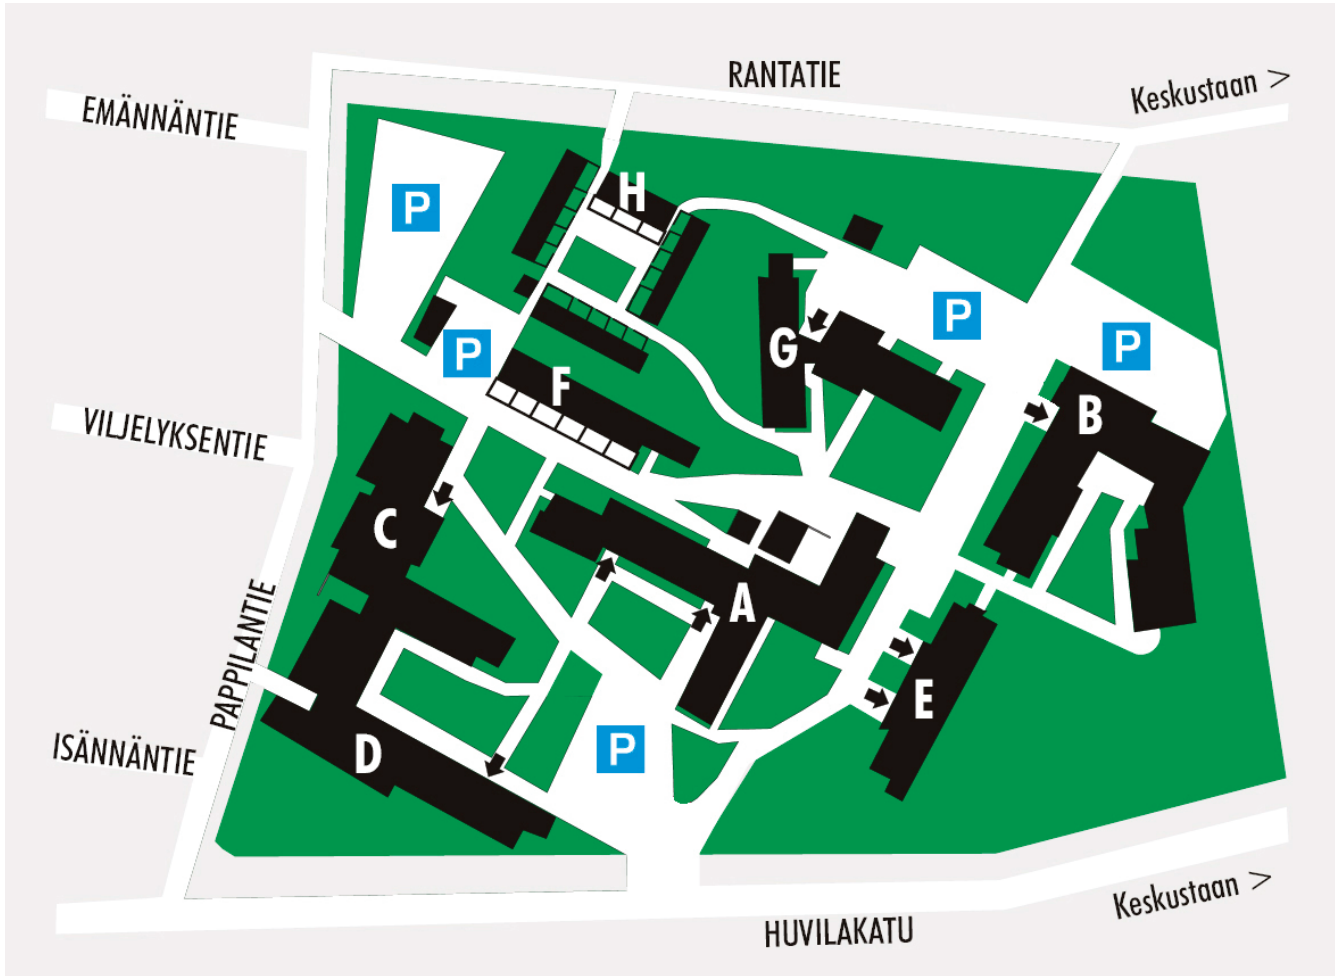 RANTATIE
Keskustaan >
EMÄNNÄNTIE
H
P
P
P
G
P
F
B
VILJELYKSENTIE
C
A
PAPPILANTIE
E
ISÄNNÄNTIE
D
P
Keskustaan >
HUVILAKATU